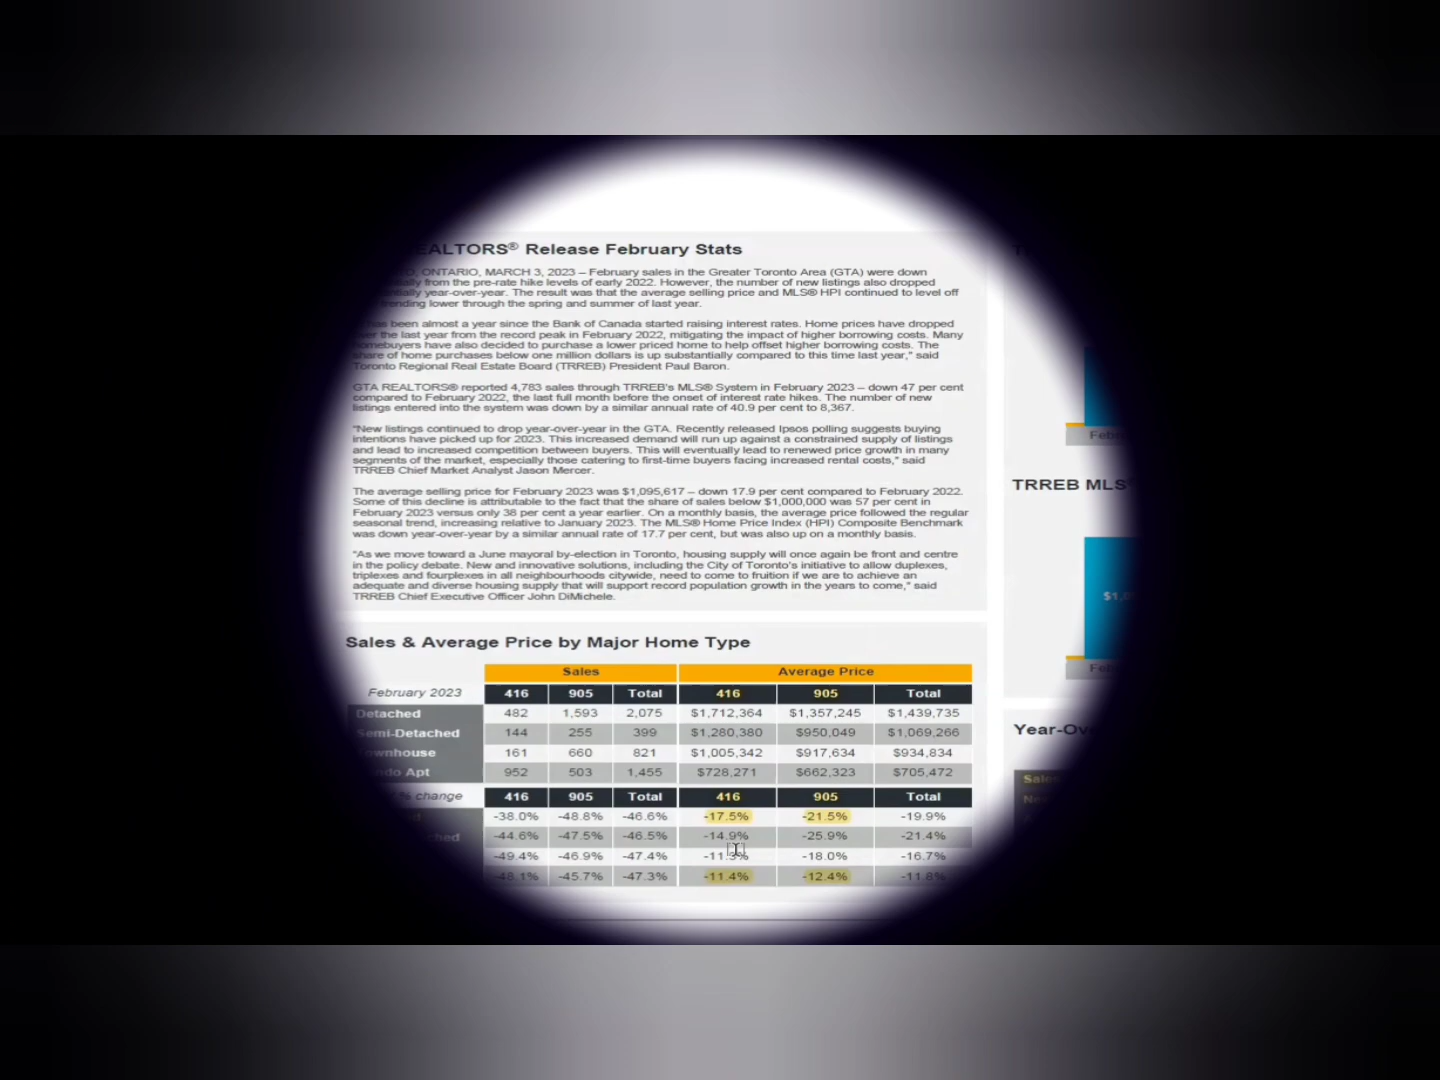 EALTORS® Release February Stats
ONTARIO, MARCH 3, 2023 – February sales in the Greater Toronto Area (GTA) were down
from the pre-rate hike levels of early 2022. However, the number of new listings also dropped
year-over-year. The result was that the average selling price and MLS® HPI continued to level off
lower through the spring and summer of last year.
has been almost a year since the Bank of Canada started raising interest rates. Home prices have dropped
over the last year from the record peak in February 2022, mitigating the impact of higher borrowing costs. Many
homebuyers have also decided to purchase a lower priced home to help offset higher borrowing costs. The
share of home purchases below one million dollars is up substantially compared to this time last year," said
Toronto Regional Real Estate Board (TRREB) President Paul Baron.
GTA REALTORS® reported 4,783 sales through TRREB's MLS® System in February 2023 – down 47 per cent
compared to February 2022, the last full month before the onset of interest rate hikes. The number of new
listings entered into the system was down by a similar annual rate of 40.9 per cent to 8,367.
"New listings continued to drop year-over-year in the GTA. Recently released Ipsos polling suggests buying
intentions have picked up for 2023. This increased demand will run up against a constrained supply of listings
and lead to increased competition between buyers. This will eventually lead to renewed price growth in many
segments of the market, especially those catering to first-time buyers facing increased rental costs," said
TRREB Chief Market Analyst Jason Mercer.
The average selling price for February 2023 was $1,095,617 – down 17.9 per cent compared to February 2022.
Some of this decline is attributable to the fact that the share of sales below $1,000,000 was 57 per cent in
February 2023 versus only 38 per cent a year earlier. On a monthly basis, the average price followed the regular
seasonal trend, increasing relative to January 2023. The MLS® Home Price Index (HPI) Composite Benchmark
was down year-over-year by a similar annual rate of 17.7 per cent, but was also up on a monthly basis.
"As we move toward a June mayoral by-election in Toronto, housing supply will once again be front and centre
in the policy debate. New and innovative solutions, including the City of Toronto's initiative to allow duplexes,
triplexes and fourplexes in all neighbourhoods citywide, need to come to fruition if we are to achieve an
adequate and diverse housing supply that will support record population growth in the years to come," said
TRREB Chief Executive Officer John DiMichele.
Sales & Average Price by Major Home Type
Sales Average Price
February 2023 416 905 Total 416 905 Total
Detached 482 1,593 2,075 $1,712,364 $1,357,245 $1,439,735
Semi-Detached 144 255 399 $1,280,380 $950,049 $1,069,266
Townhouse 161 660 821 $1,005,342 $917,634 $934,834
Apt 952 503 1,455 $728,271 $662,323 $705,472
% change 416 905 Total 416 905 Total
-38.0% -48.8% -46.6% -17.5% -21.5% -19.9%
-44.6% -47.5% -46.5% -14.9% -25.9% -21.4%
-49.4% -46.9% -47.4% -18.0% -16.7%
-48.1% -45.7% -47.3% -11.4% -12.4% -11.8%
Feb
TRREB MLS
Feb
Year-Ov
Sales